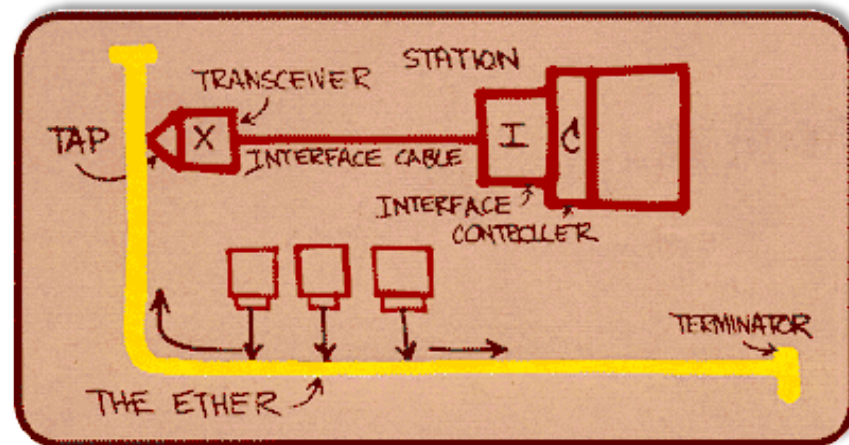 STATION
TRANSCEIVER
TAP
X
I
C
INTERFACE CABLE
INTERFACE
CONTROLLER
TERMINATOR
THE ETHER